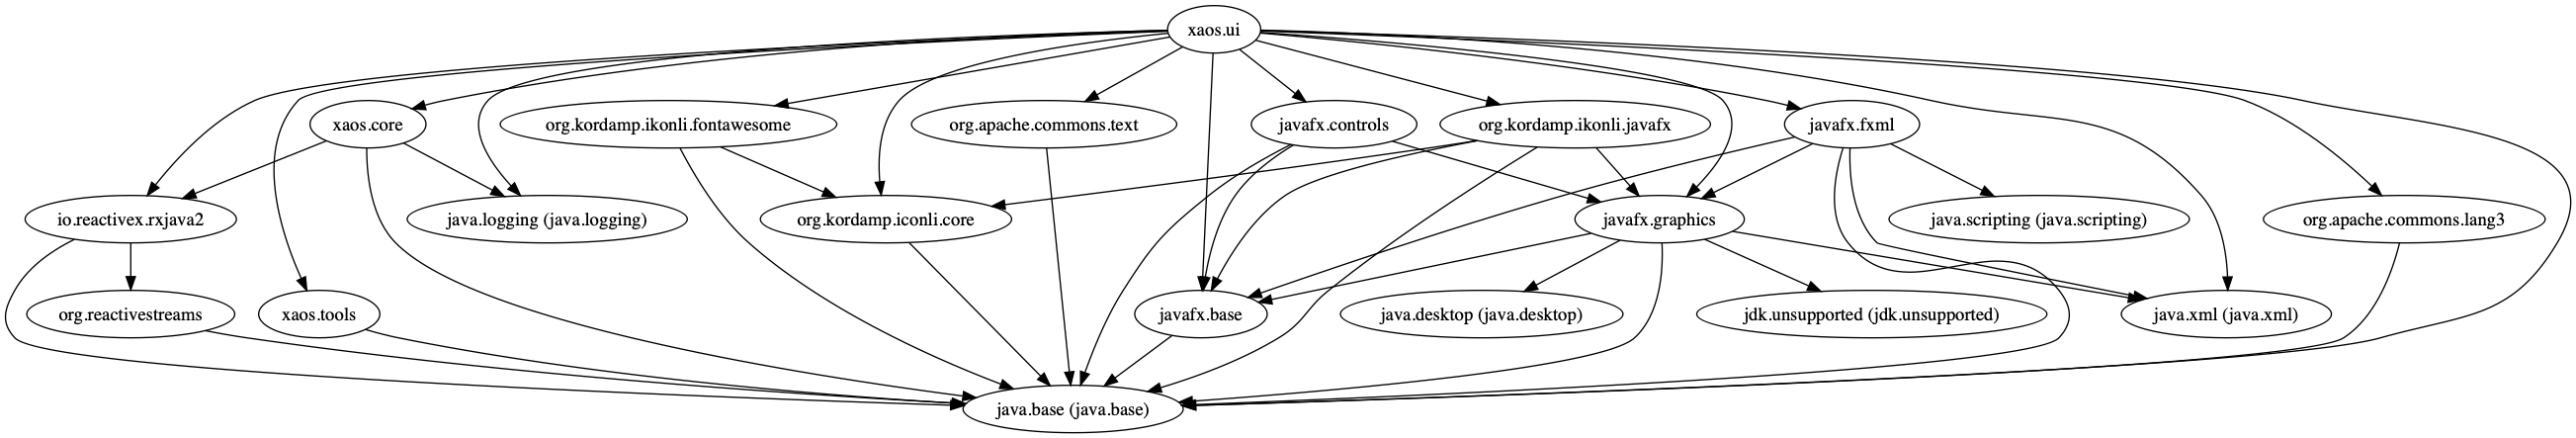 xaos.ui
xaos.core
org.kordamp.ikonli.fontawesome
org.apache.commons.text
javafx.controls
org.kordamp.ikonli.javafx
javafx.fxml
io.reactivex.rxjava2
java.logging (java.logging)
org.kordamp.iconli.core
javafx.graphics
java.scripting (java.scripting)
org.apache.commons.lang3
org.reactivestreams
xaos.tools
javafx.base
java.desktop (java.desktop)
jdk.unsupported (jdk.unsupported)
java.xml (java.xml)
java.base (java.base)